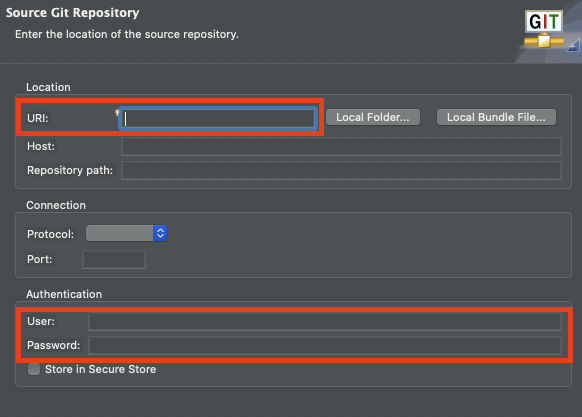 Source Git Repository
Enter the location of the source repository.
GIT
Location
URI: Local Folder... Local Bundle File...
Host:
Repository path:
Connection
Protocol:
Port:
Authentication
User:
Password:
Store in Secure Store